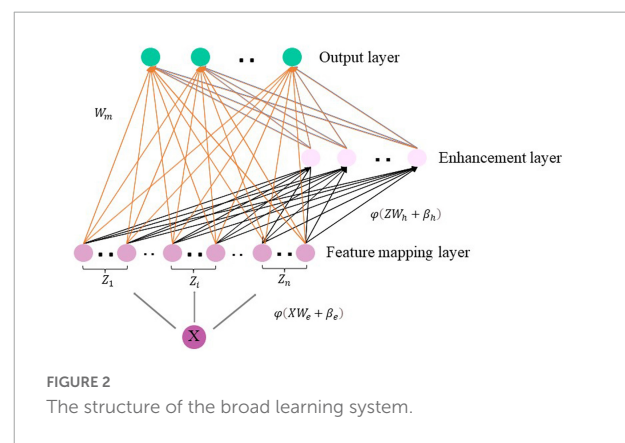 Output layer
W_m
Enhancement layer
φ(ZW_h + β_h)
Feature mapping layer
Z_1
Z_i
Z_n
φ(XW_e + β_e)
X
FIGURE 2
The structure of the broad learning system.